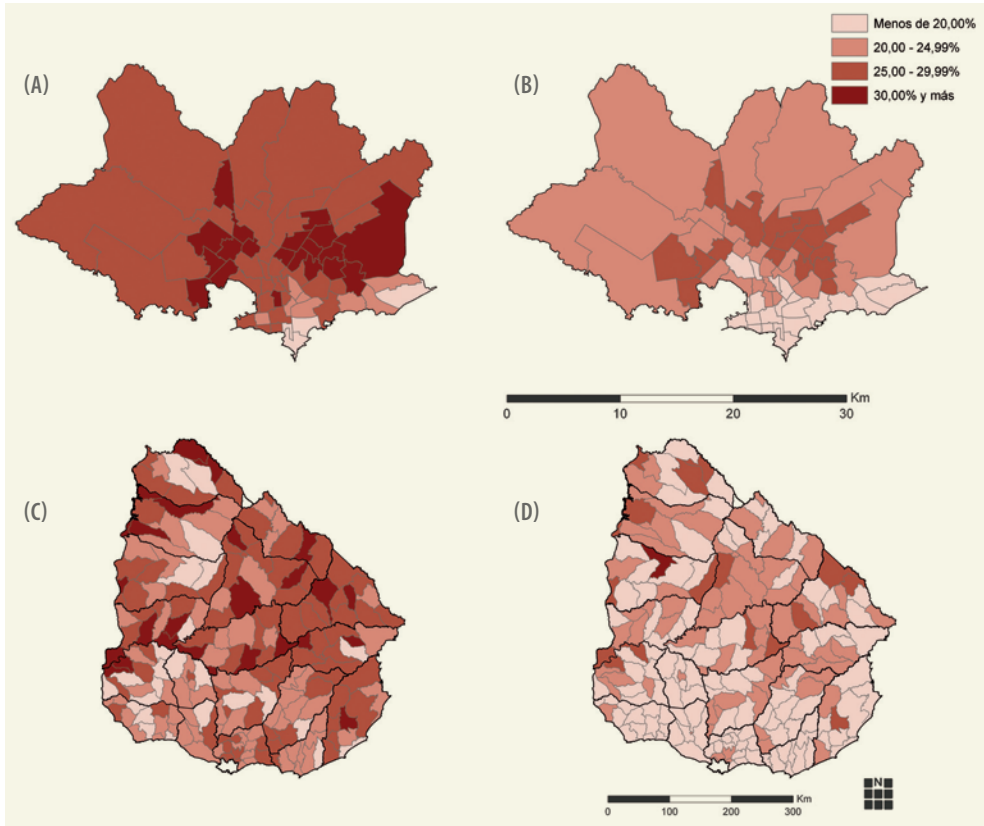 Menos de 20,00%
20,00 - 24,99%
25,00 - 29,99%
30,00% y más
(A)
(B)
Km
0 10 20 30
(C)
(D)
N
Km
0 100 200 300